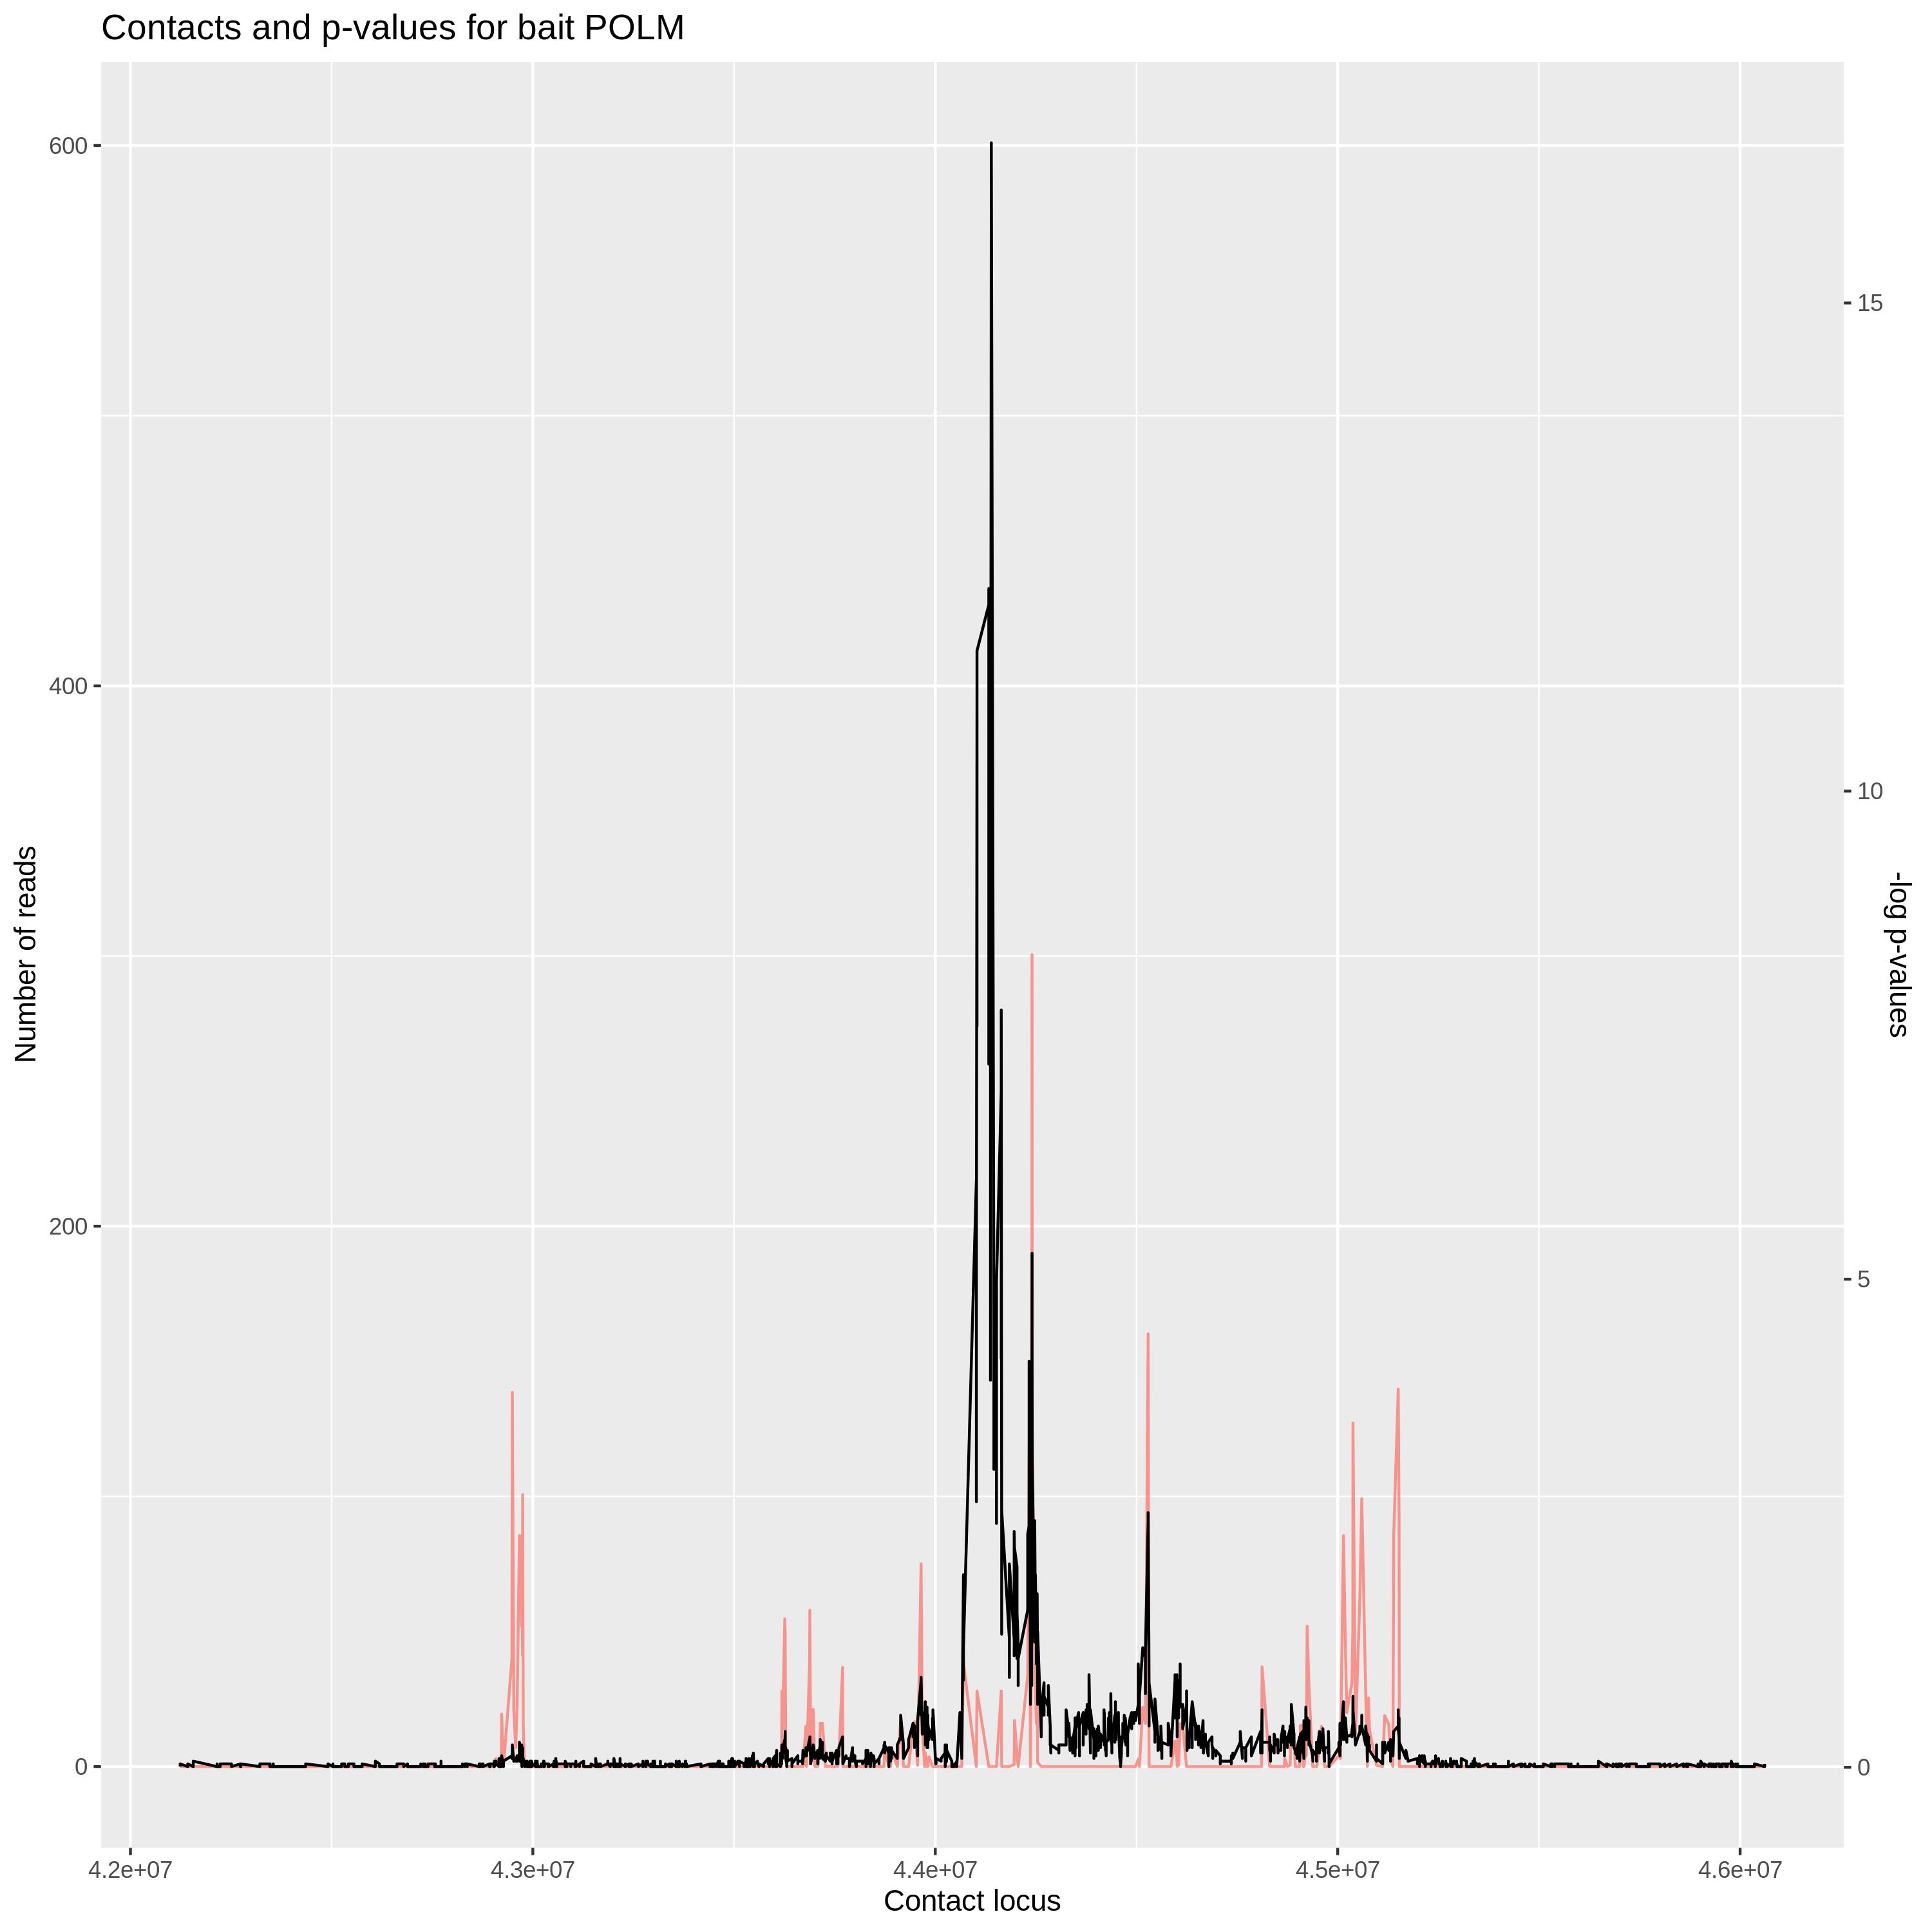 Contacts and p-values for bait POLM
600
400
200
0
Number of reads
15
10
5
0
-log p-values
4.2e+07
4.3e+07
4.4e+07
4.5e+07
4.6e+07
Contact locus